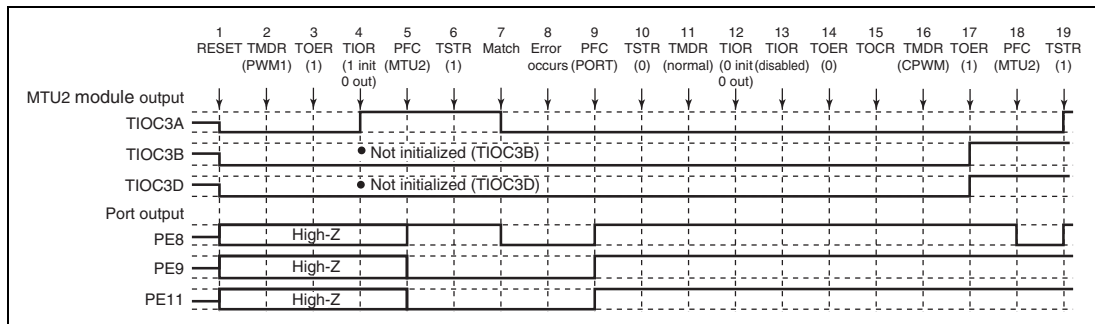 1 2 3 4 5 6 7 8 9 10 11 12 13 14 15 16 17 18 19
RESET TMDR TOER TIOR PFC TSTR Match Error PFC TSTR TMDR TIOR TIOR TOER TOCR TMDR TOER PFC TSTR
(PWM1) (1) (1 init (MTU2) (1) occurs (PORT) (0) (normal) (0 init (disabled) (0) (CPWM) (1) (MTU2) (1)
0 out) 0 out)
MTU2 module output
TIOC3A
TIOC3B • Not initialized (TIOC3B)
TIOC3D • Not initialized (TIOC3D)
Port output
PE8 High-Z
PE9 High-Z
PE11 High-Z